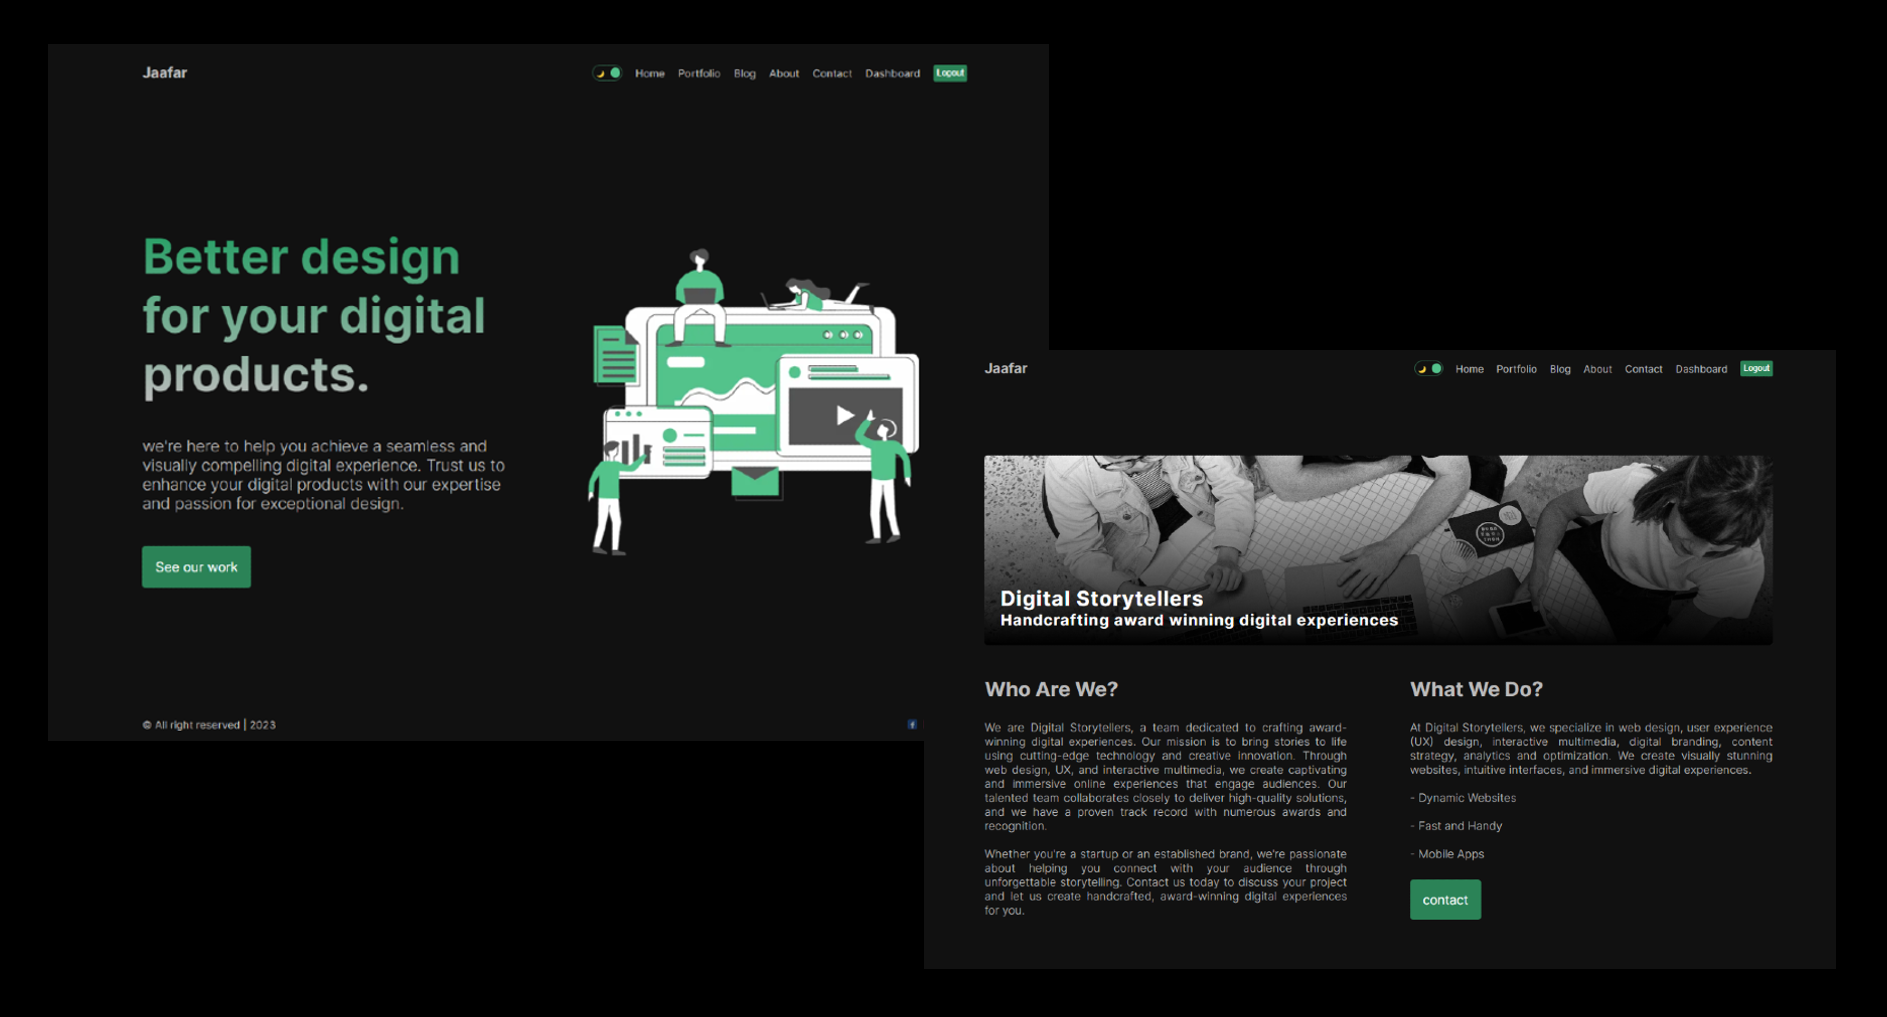 Jaafar
Home Portfolio Blog About Contact Dashboard Logout
Better design
for your digital
products.
we're here to help you achieve a seamless and
visually compelling digital experience. Trust us to
enhance your digital products with our expertise
and passion for exceptional design.
See our work
© All right reserved | 2023
Jaafar
Home Portfolio Blog About Contact Dashboard Logout
Digital Storytellers
Handcrafting award winning digital experiences
Who Are We?
We are Digital Storytellers, a team dedicated to crafting award-
winning digital experiences. Our mission is to bring stories to life
using cutting-edge technology and creative innovation. Through
web design, UX, and interactive multimedia, we create captivating
and immersive online experiences that engage audiences. Our
talented team collaborates closely to deliver high-quality solutions,
and we have a proven track record with numerous awards and
recognition.
Whether you're a startup or an established brand, we're passionate
about helping you connect with your audience through
unforgettable storytelling. Contact us today to discuss your project
and let us create handcrafted, award-winning digital experiences
for you.
What We Do?
At Digital Storytellers, we specialize in web design, user experience
(UX) design, interactive multimedia, digital branding, content
strategy, analytics and optimization. We create visually stunning
websites, intuitive interfaces, and immersive digital experiences.
- Dynamic Websites
- Fast and Handy
- Mobile Apps
contact